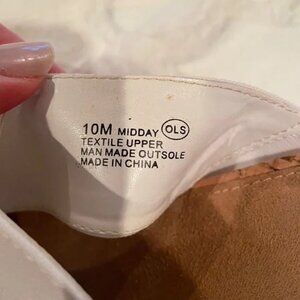 10M MIDDAY OLS
TEXTILE UPPER
MAN MADE OUTSOLE
MADE IN CHINA